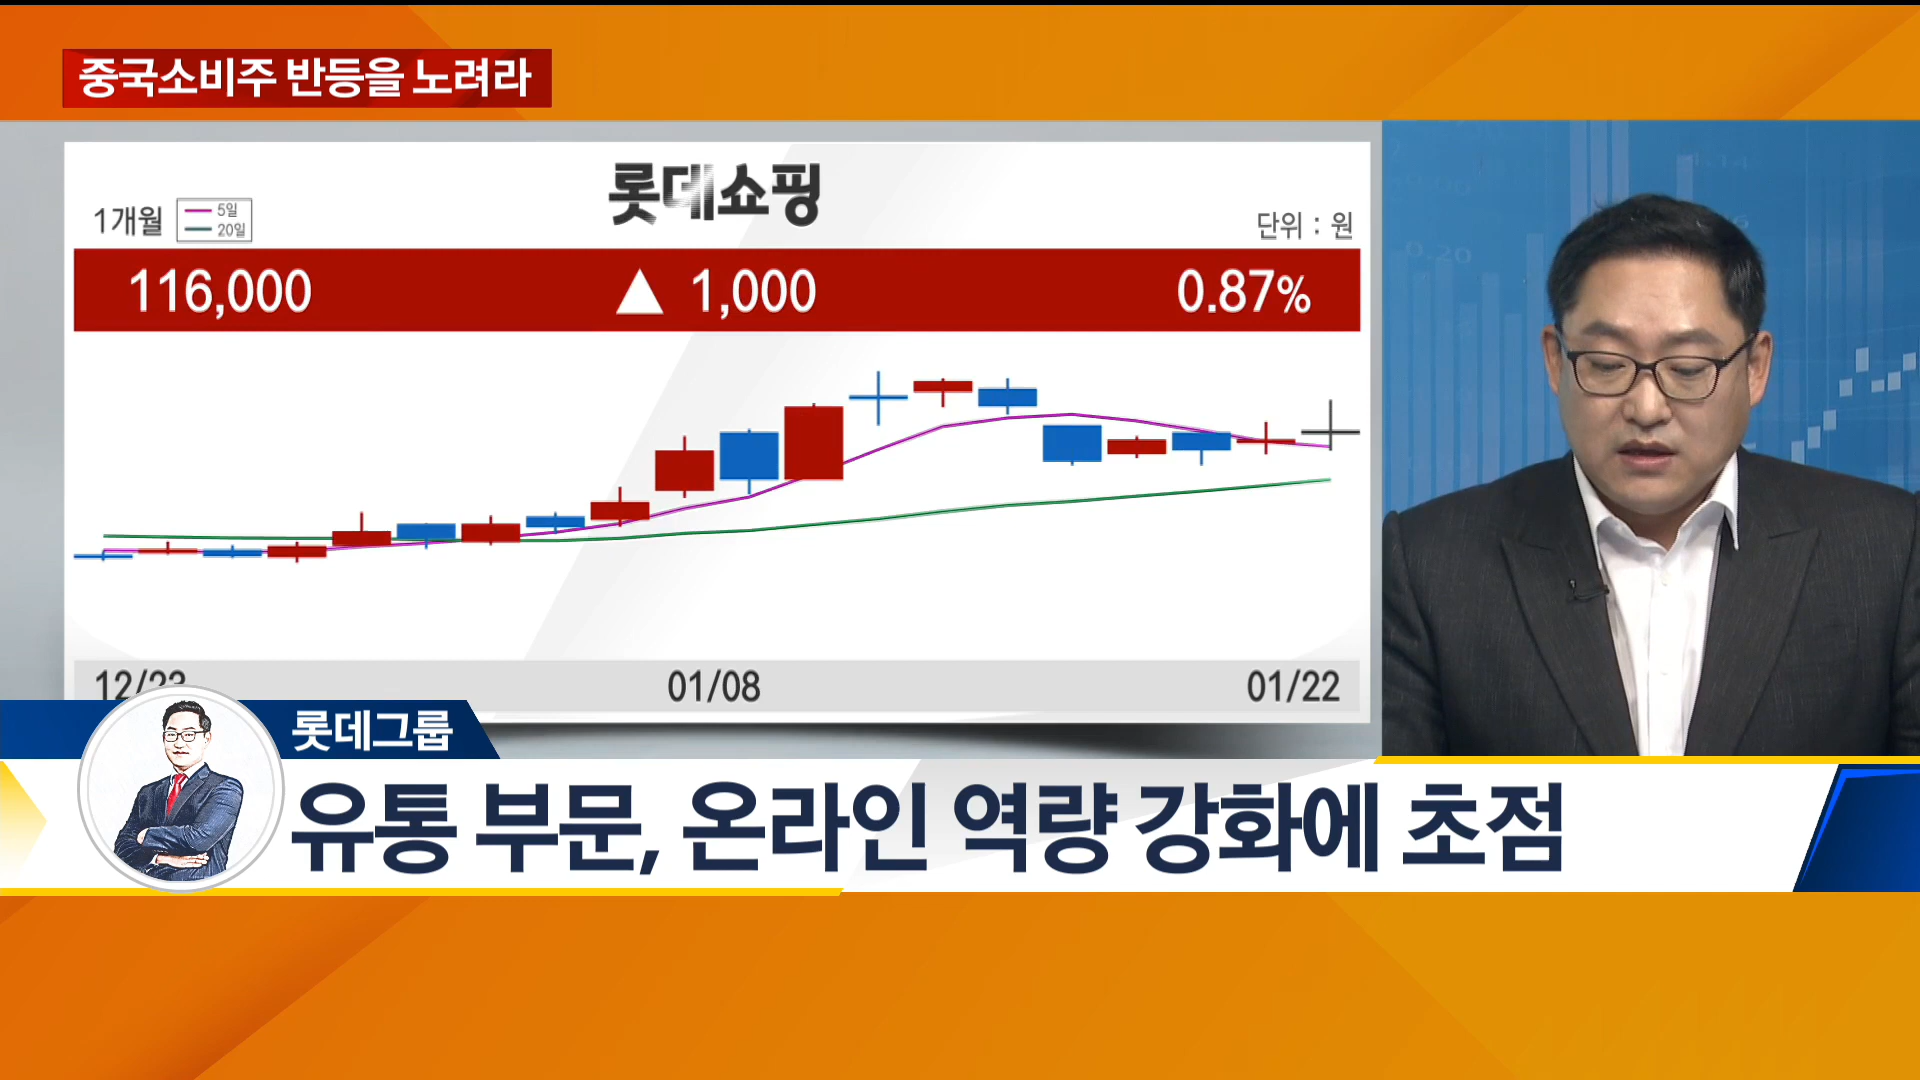 중국소비주 반등을 노려라
롯데쇼핑
1개월
5일
20일
단위 : 원
116,000 ▲ 1,000 0.87%
12/23 01/08 01/22
롯데그룹
유통 부문, 온라인 역량 강화에 초점